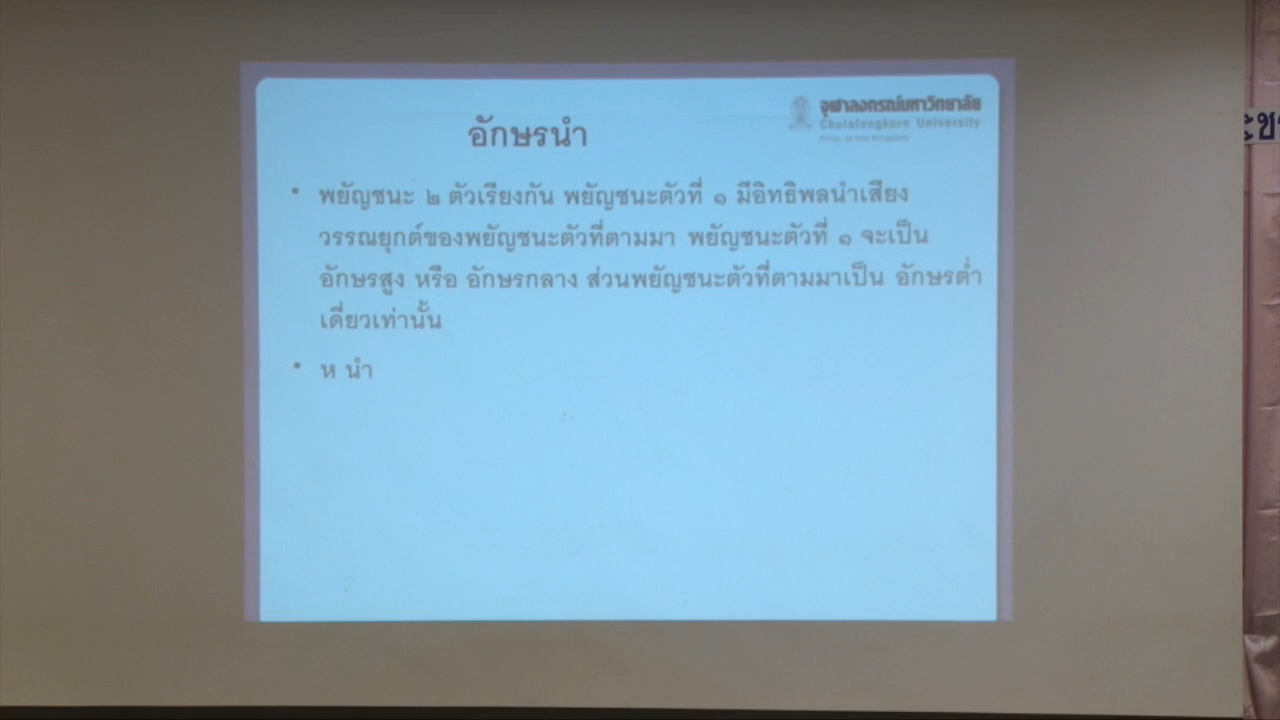 จุฬาลงกรณ์มหาวิทยาลัย
Chulalongkorn University
Pillar of the Kingdom
อักษรนำ
• พยัญชนะ ๒ ตัวเรียงกัน พยัญชนะตัวที่ ๑ มีอิทธิพลนำเสียง
วรรณยุกต์ของพยัญชนะตัวที่ตามมา พยัญชนะตัวที่ ๑ จะเป็น
อักษรสูง หรือ อักษรกลาง ส่วนพยัญชนะตัวที่ตามมาเป็น อักษรต่ำ
เดี่ยวเท่านั้น
• ห นำ